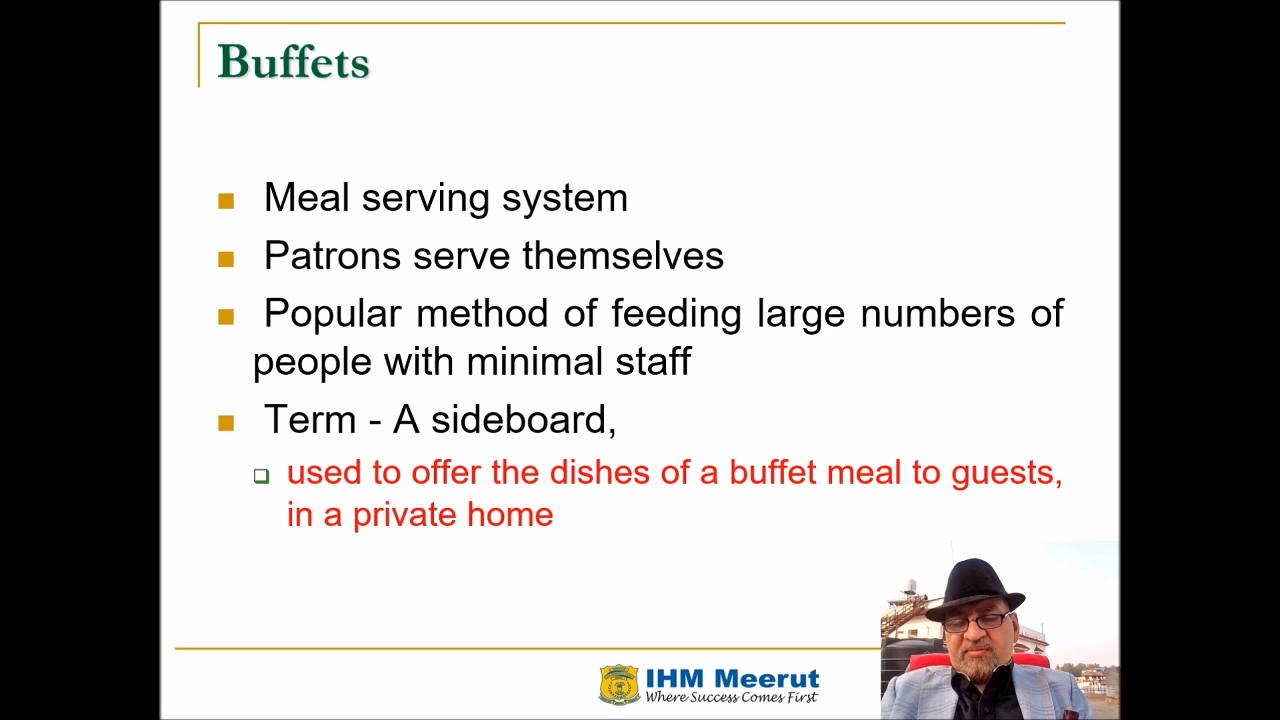 Buffets
Meal serving system
Patrons serve themselves
Popular method of feeding large numbers of
people with minimal staff
Term - A sideboard,
used to offer the dishes of a buffet meal to guests,
in a private home
IHM Meerut
Where Success Comes First